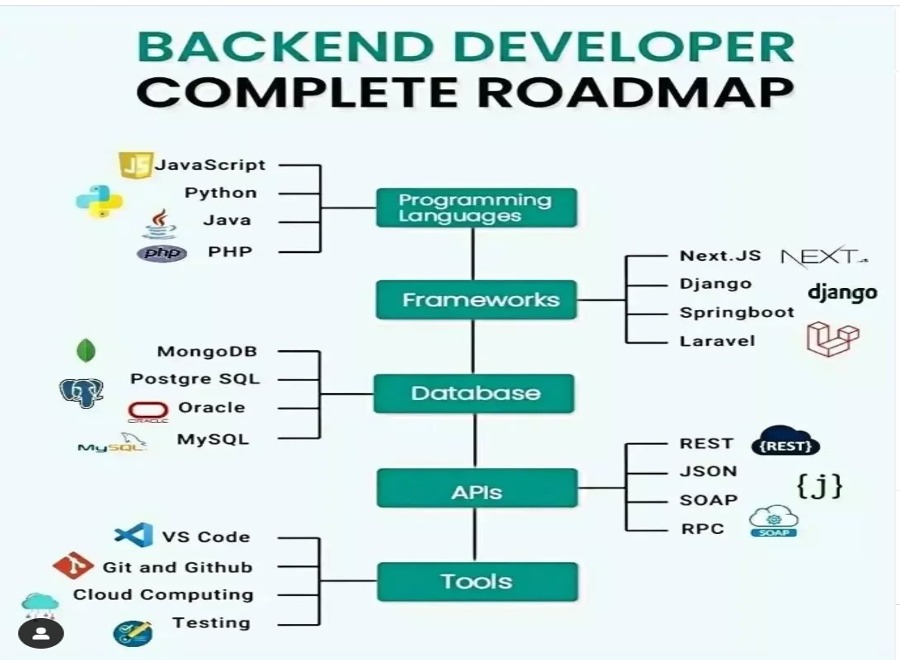 BACKEND DEVELOPER
COMPLETE ROADMAP
JS JavaScript
Python
Java
php PHP
Programming
Languages
Next.JS NEXT.JS
Django django
Springboot
Laravel
Frameworks
MongoDB
Postgre SQL
Oracle
ORACLE
MySQL MySQL
Database
REST {REST}
JSON {j}
SOAP
RPC SOAP
APIs
VS Code
Git and Github
Cloud Computing
Testing
Tools